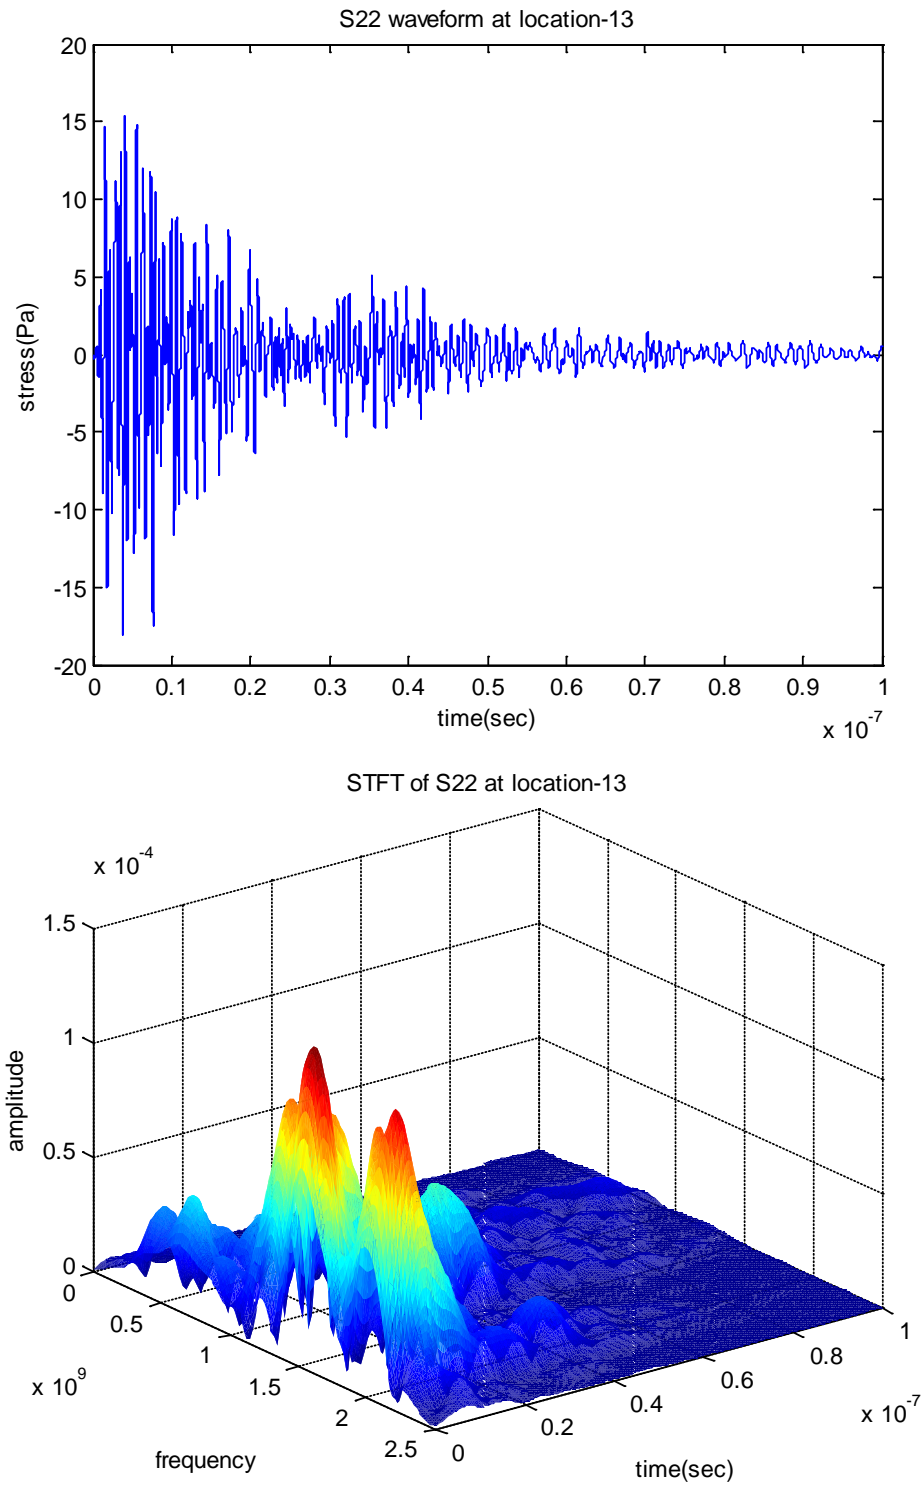 S22 waveform at location-13
20
15
10
5
0
-5
-10
-15
-20
stress(Pa)
0 0.1 0.2 0.3 0.4 0.5 0.6 0.7 0.8 0.9 1
time(sec)
x 10^-7
STFT of S22 at location-13
x 10^-4
1.5
1
0.5
0
amplitude
0
0.5
1
1.5
2
2.5
x 10^9
frequency
0
0.2
0.4
0.6
0.8
1
x 10^-7
time(sec)